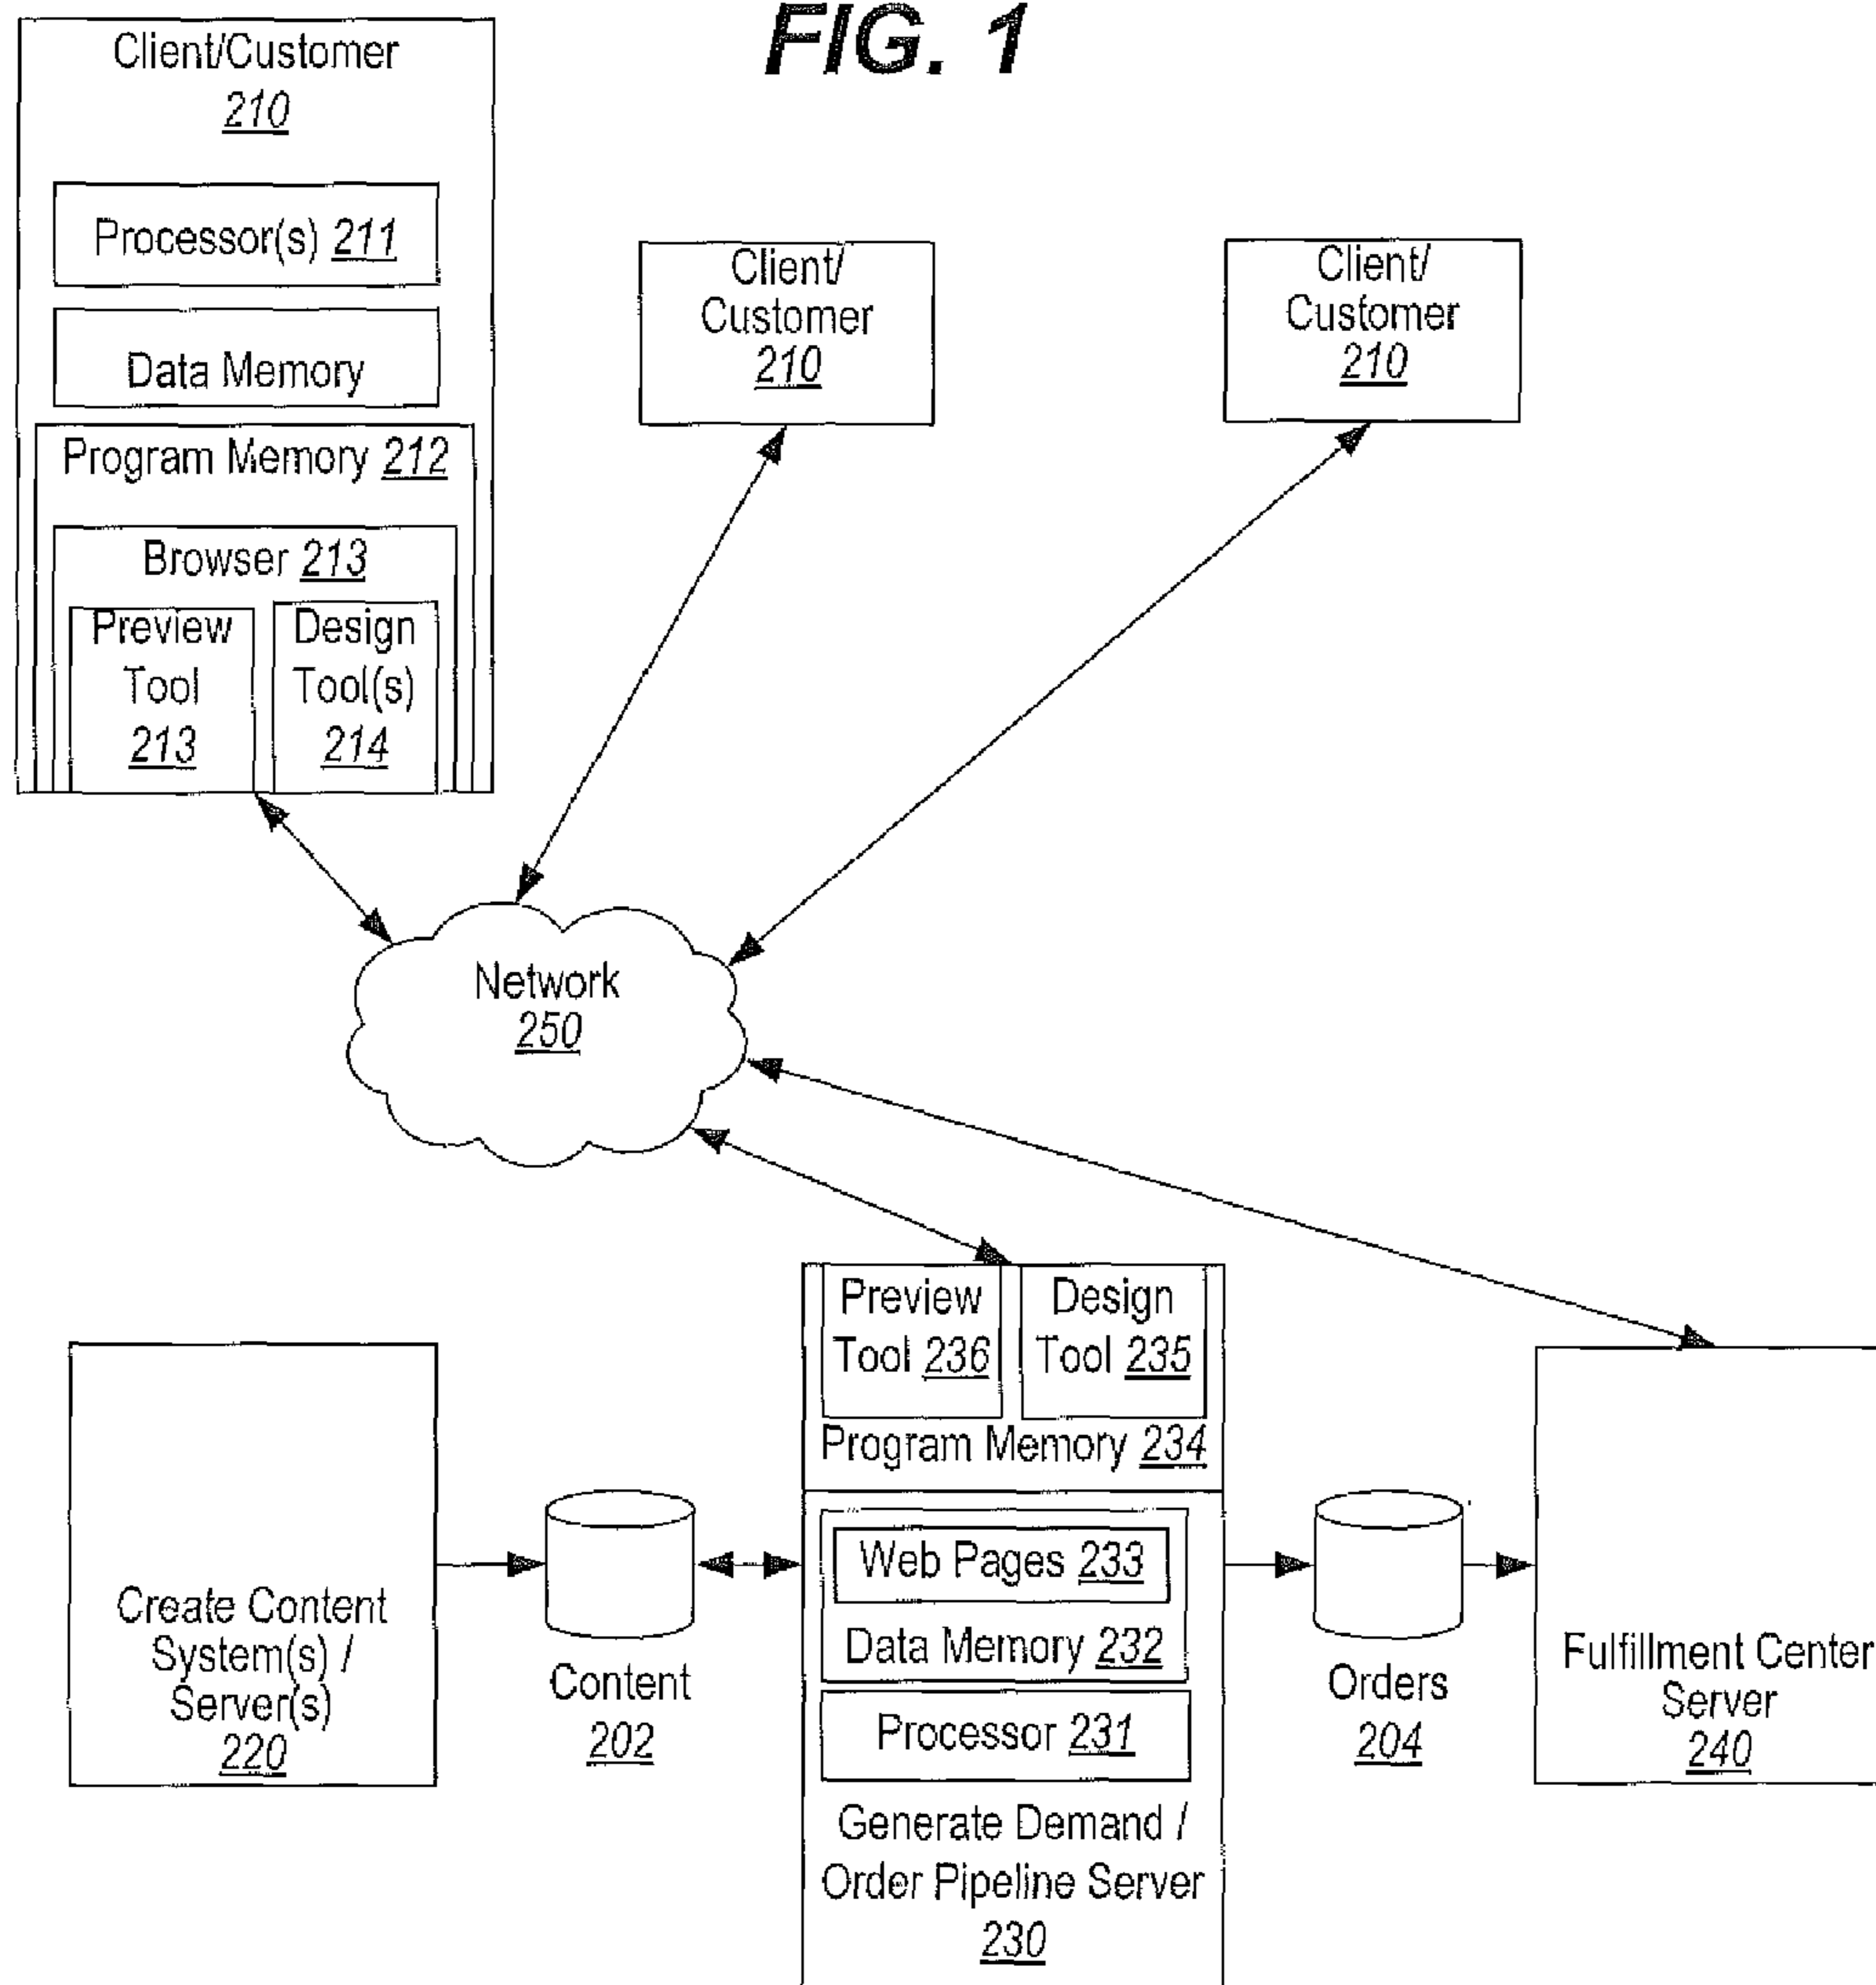 FIG. 1
Client/Customer
210
Processor(s) 211
Data Memory
Program Memory 212
Browser 213
Preview
Tool
213
Design
Tool(s)
214
Client/
Customer
210
Client/
Customer
210
Network
250
Create Content
System(s) /
Server(s)
220
Content
202
Preview
Tool 236
Design
Tool 235
Program Memory 234
Web Pages 233
Data Memory 232
Processor 231
Generate Demand /
Order Pipeline Server
230
Orders
204
Fulfillment Center
Server
240